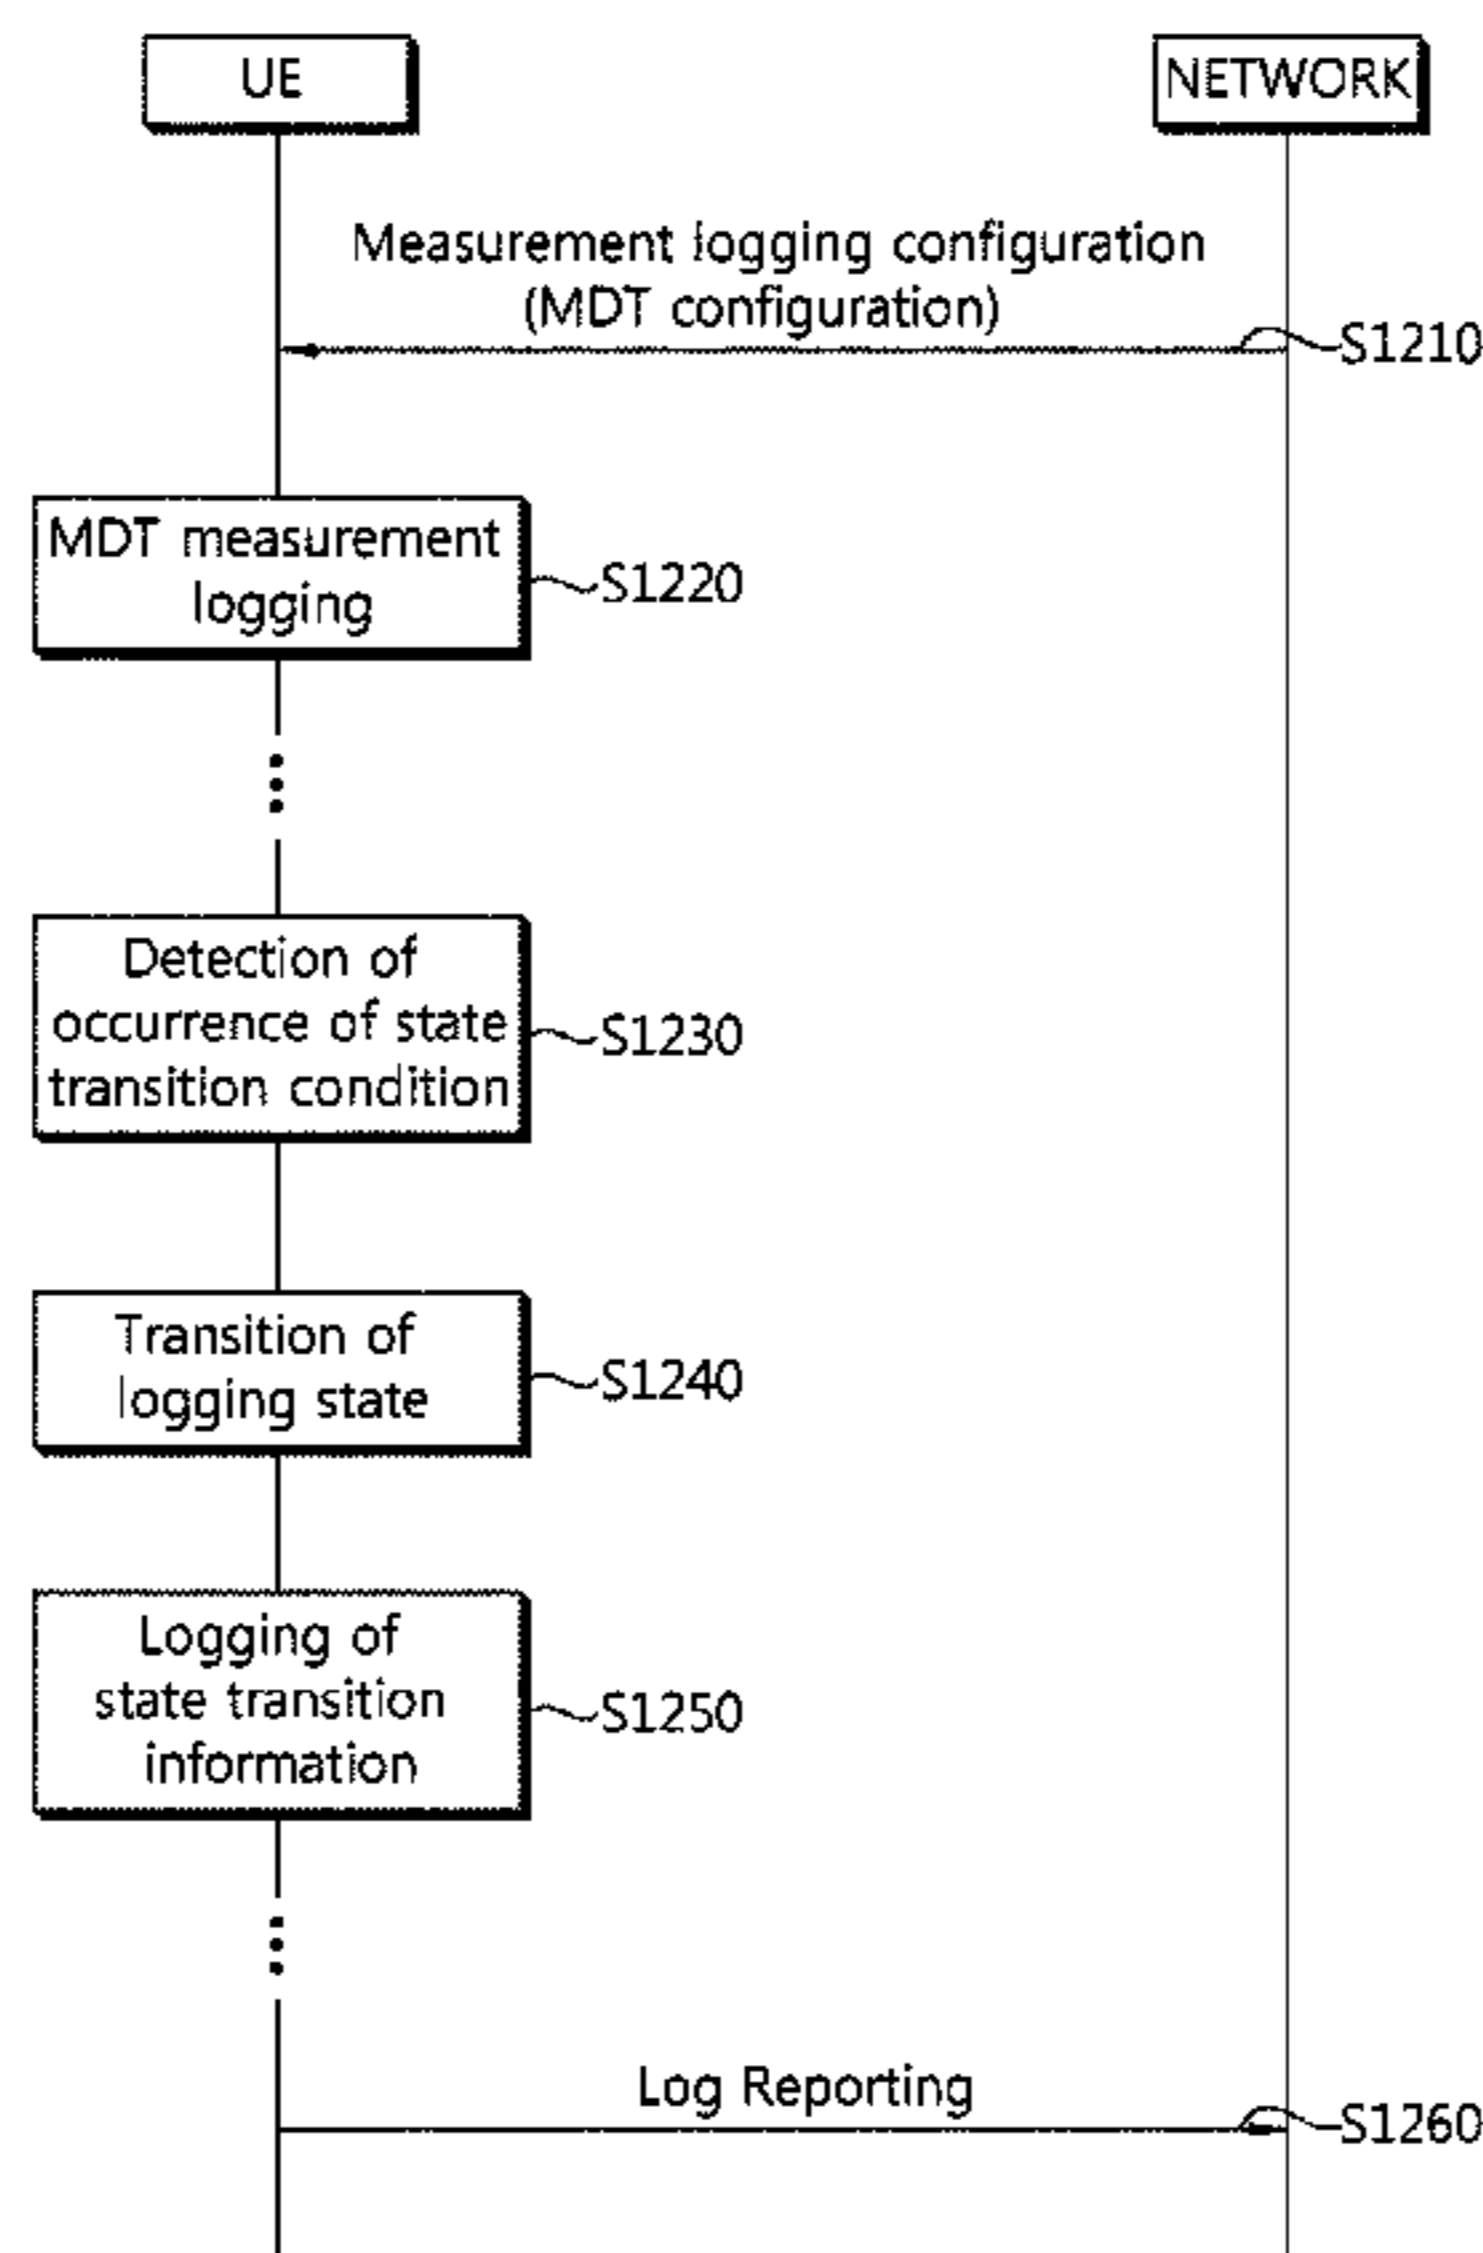 UE
NETWORK
Measurement logging configuration
(MDT configuration)
S1210
MDT measurement
logging
S1220
Detection of
occurrence of state
transition condition
S1230
Transition of
logging state
S1240
Logging of
state transition
information
S1250
Log Reporting
S1260